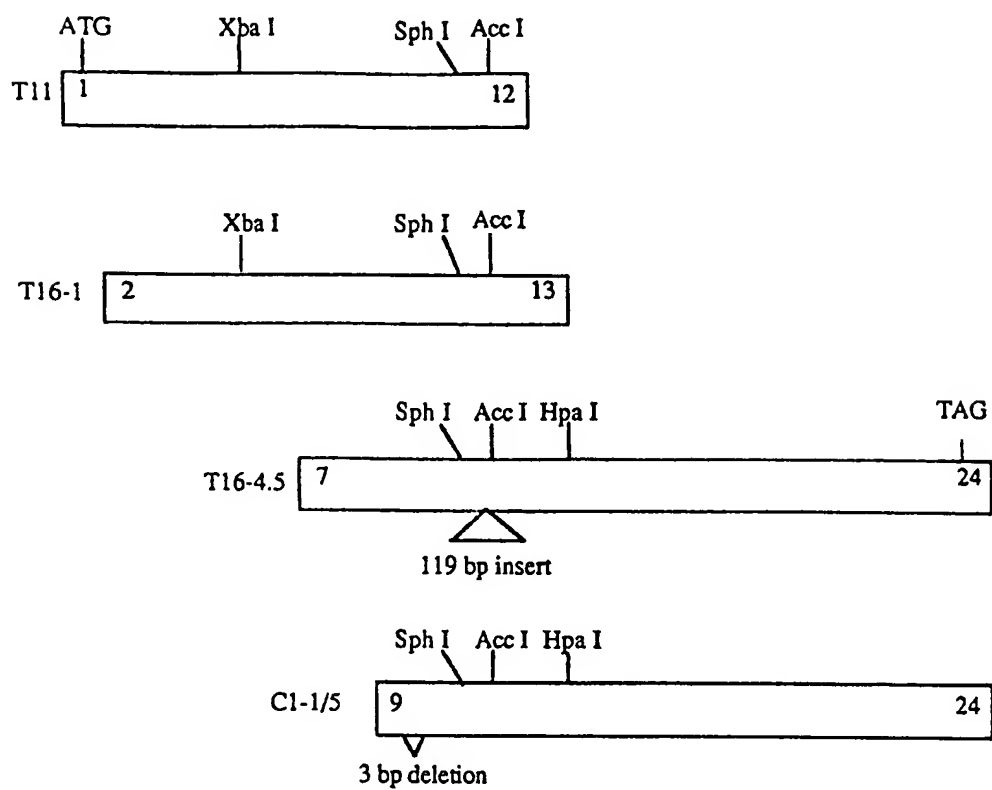 ATG Xba I Sph I Acc I
T11 1 12
Xba I Sph I Acc I
T16-1 2 13
Sph I Acc I Hpa I TAG
T16-4.5 7 24
119 bp insert
Sph I Acc I Hpa I
C1-1/5 9 24
3 bp deletion